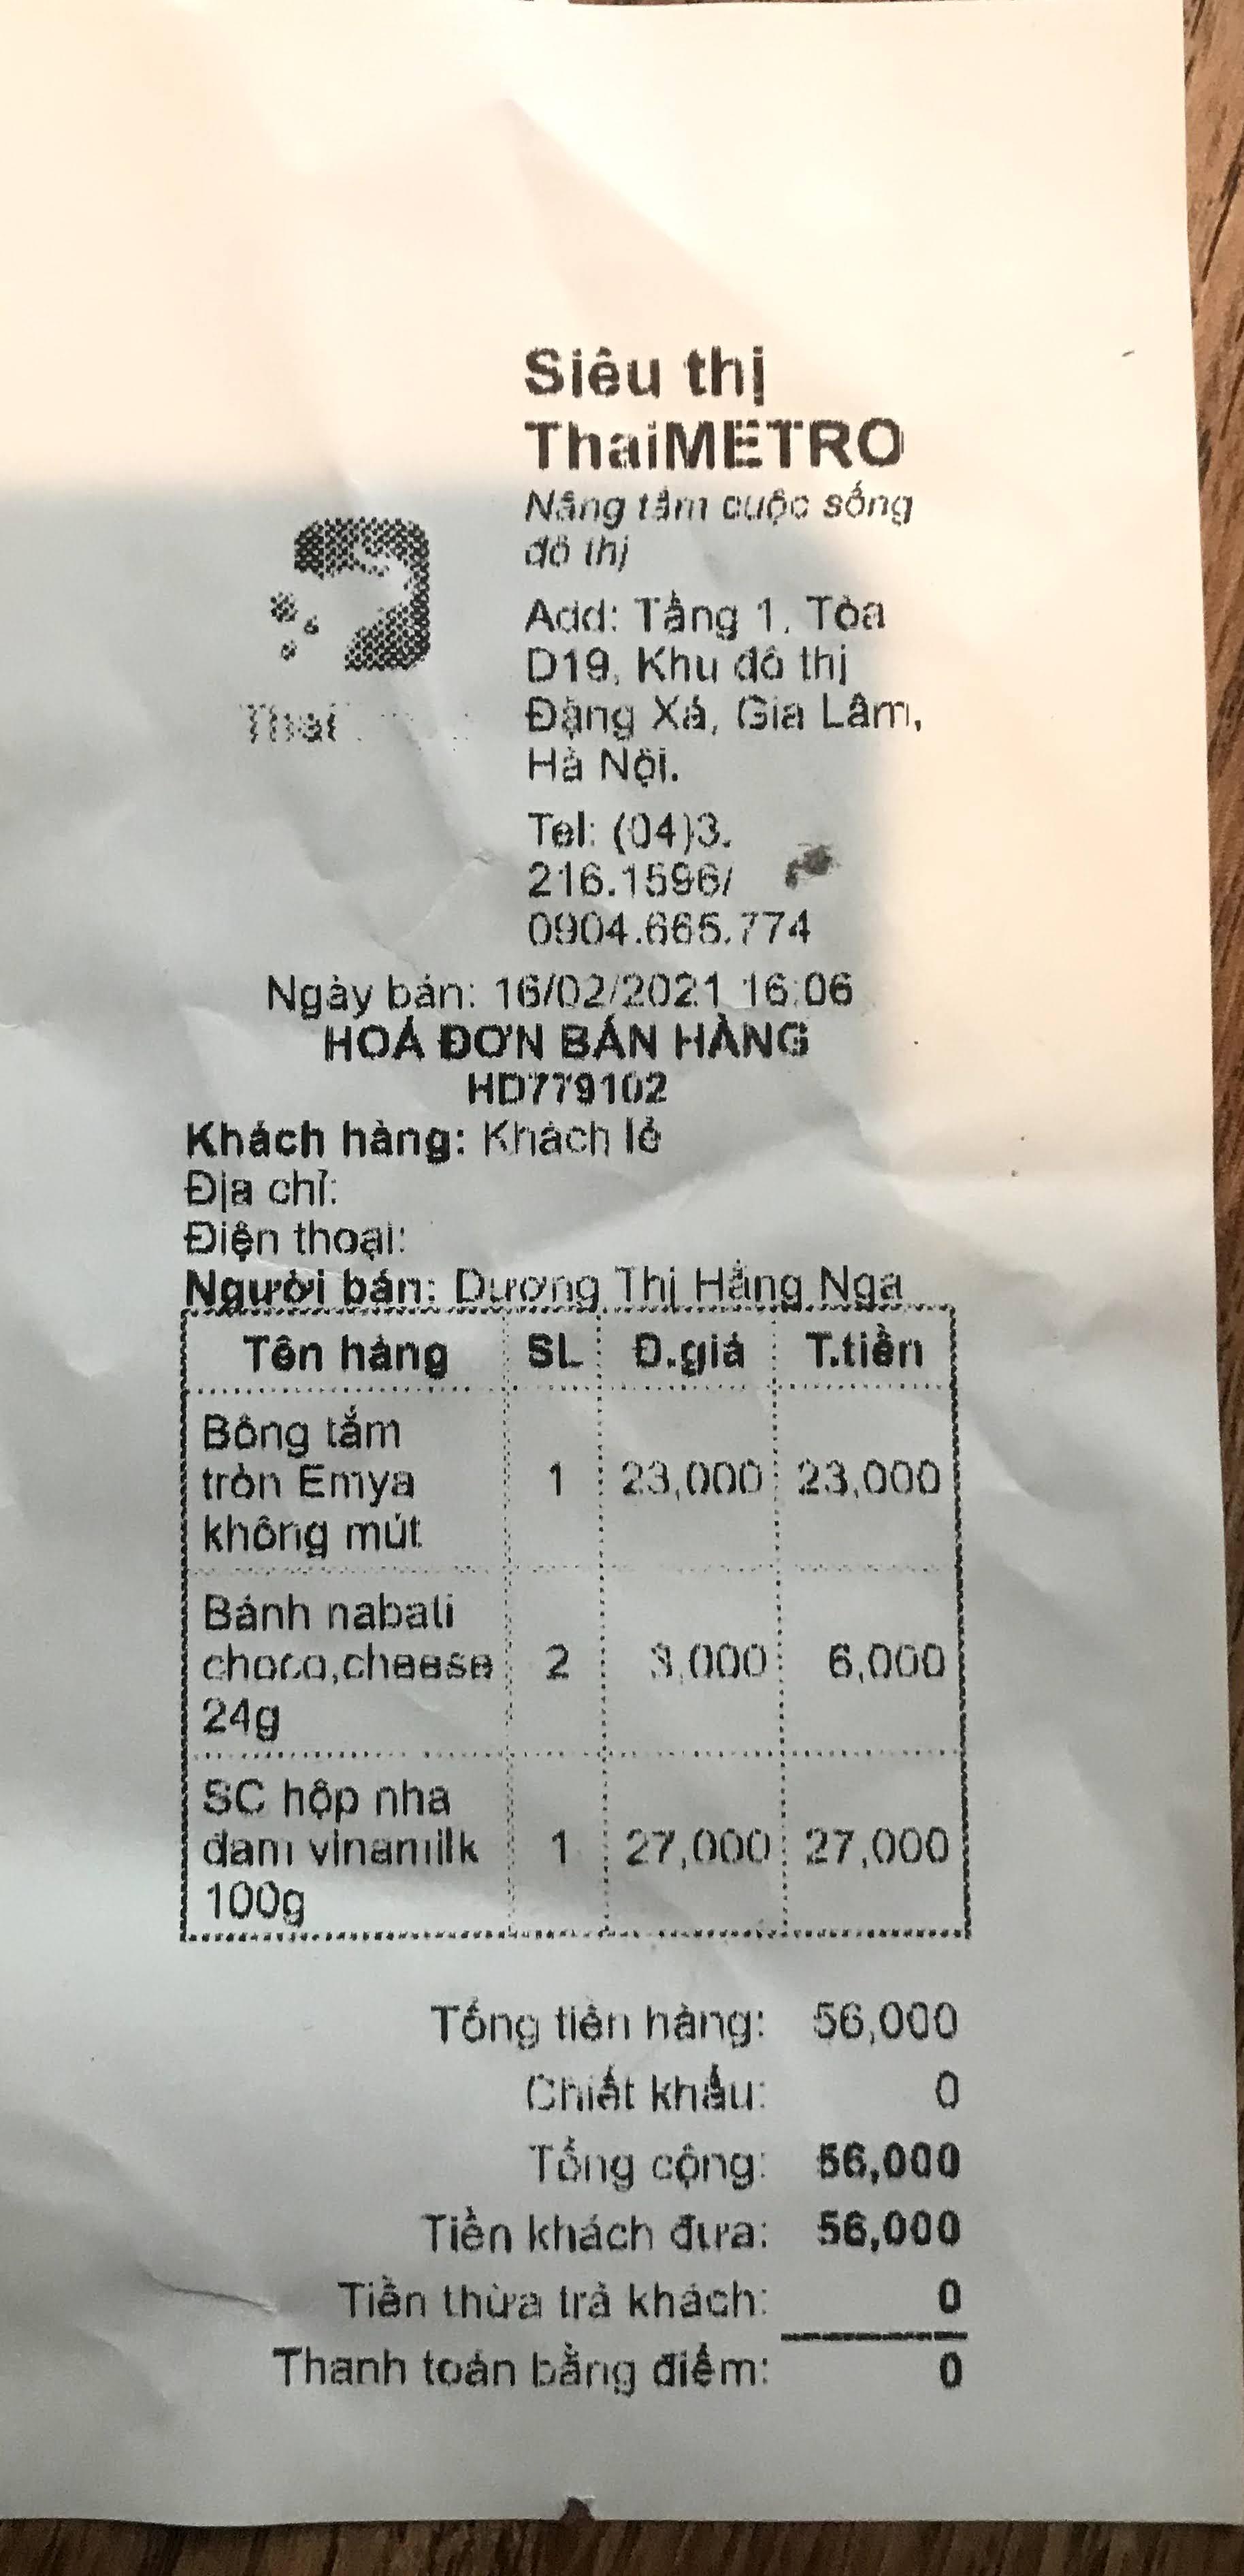 Siêu thị
ThaiMETRO
Nâng tầm cuộc sống
đô thị
Add: Tầng 1, Tòa
D19, Khu đô thị
Đặng Xá, Gia Lâm,
Hà Nội.
Thai
Tel: (04)3.
216.1596/
0904.665.774
Ngày bán: 16/02/2021 16:06
HOÁ ĐƠN BÁN HÀNG
HD779102
Khách hàng: Khách lẻ
Địa chỉ:
Điện thoại:
Người bán: Dương Thị Hằng Nga
Tên hàng SL Đ.giá T.tiền
Bông tắm
tròn Emya 1 23,000 23,000
không mút
Bánh nabati
choco,cheese 2 3,000 6,000
24g
SC hộp nha
đam vinamilk 1 27,000 27,000
100g
Tổng tiền hàng: 56,000
Chiết khấu: 0
Tổng cộng: 56,000
Tiền khách đưa: 56,000
Tiền thừa trả khách: 0
Thanh toán bằng điểm: 0